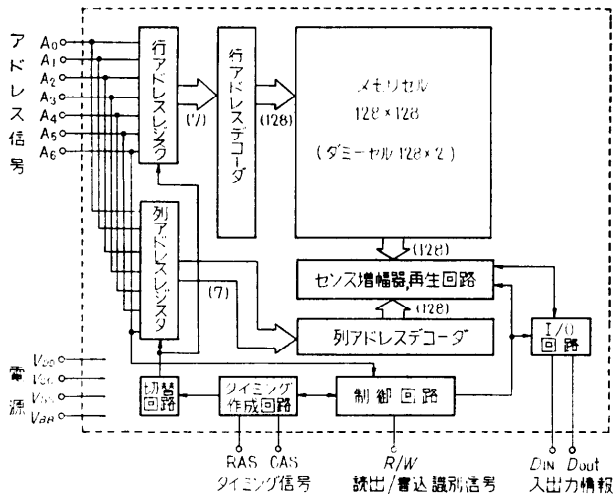 アドレス信号
A₀
A₁
A₂
A₃
A₄
A₅
A₆
行アドレスレジスタ
(7)
行アドレスデコーダ
(128)
メモリセル
128×128
(ダミーセル128×2)
列アドレスレジスタ
(7)
(128)
センス増幅器,再生回路
(128)
列アドレスデコーダ
I/O
回路
電源
VDD
VCC
VSS
VBB
切替
回路
タイミング
作成回路
制御回路
RAS CAS
タイミング信号
R/W
読出/書込識別信号
DIN Dout
入出力情報